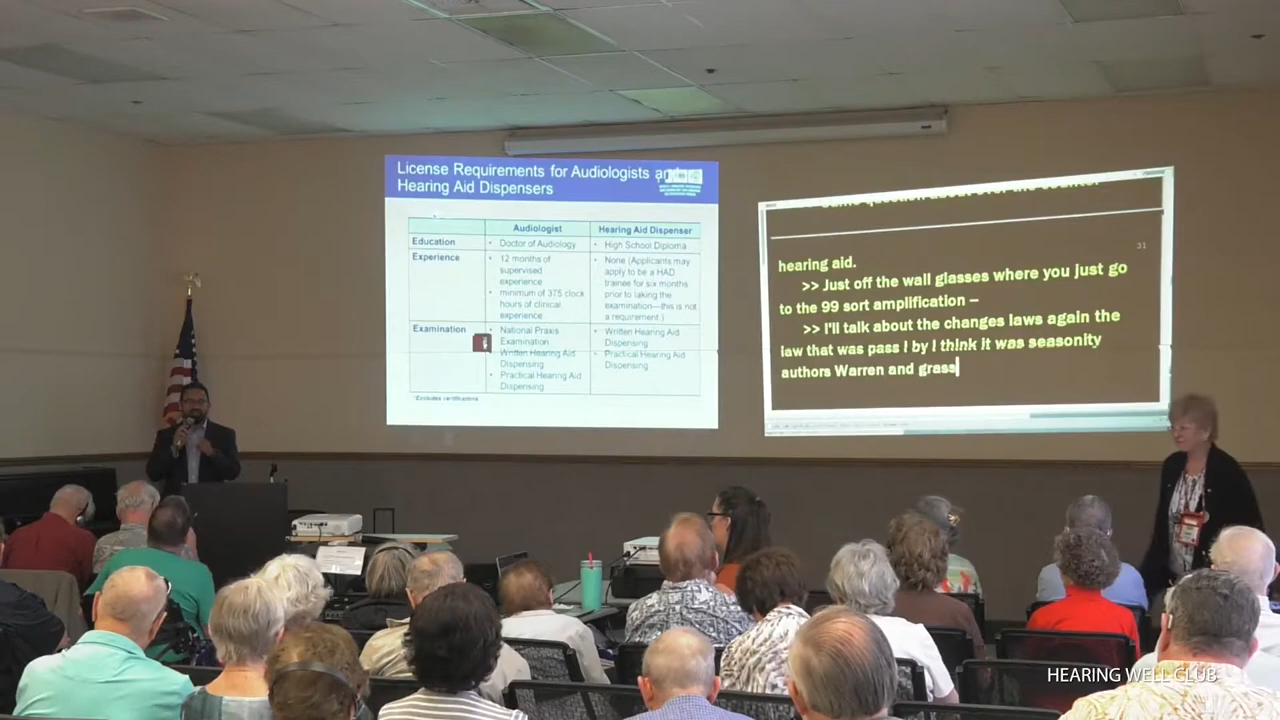 License Requirements for Audiologists and
Hearing Aid Dispensers
Audiologist
Hearing Aid Dispenser
Education
• Doctor of Audiology
• High School Diploma
Experience
• 12 months of
supervised
experience
• minimum of 375 clock
hours of clinical
experience
• None (Applicants may
apply to be a HAD
trainee for six months
prior to taking the
examination—this is not
a requirement.)
Examination
• National Praxis
Examination
• Written Hearing Aid
Dispensing
• Practical Hearing Aid
Dispensing
• Written Hearing Aid
Dispensing
• Practical Hearing Aid
Dispensing
*Excludes certifications
31
hearing aid.
>> Just off the wall glasses where you just go
to the 99 sort amplification –
>> I'll talk about the changes laws again the
law that was pass I by I think it was seasonity
authors Warren and grass
HEARING WELL CLUB